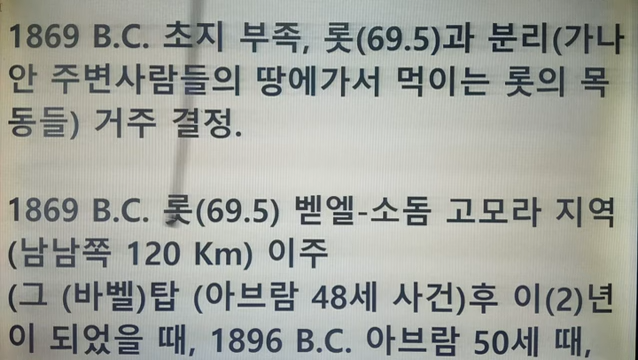 1869 B.C. 초지 부족, 롯(69.5)과 분리(가나
안 주변사람들의 땅에가서 먹이는 롯의 목
동들) 거주 결정.
1869 B.C. 롯(69.5) 벧엘-소돔 고모라 지역
(남남쪽 120 Km) 이주
(그 (바벨)탑 (아브람 48세 사건)후 이(2)년
이 되었을 때, 1896 B.C. 아브람 50세 때,